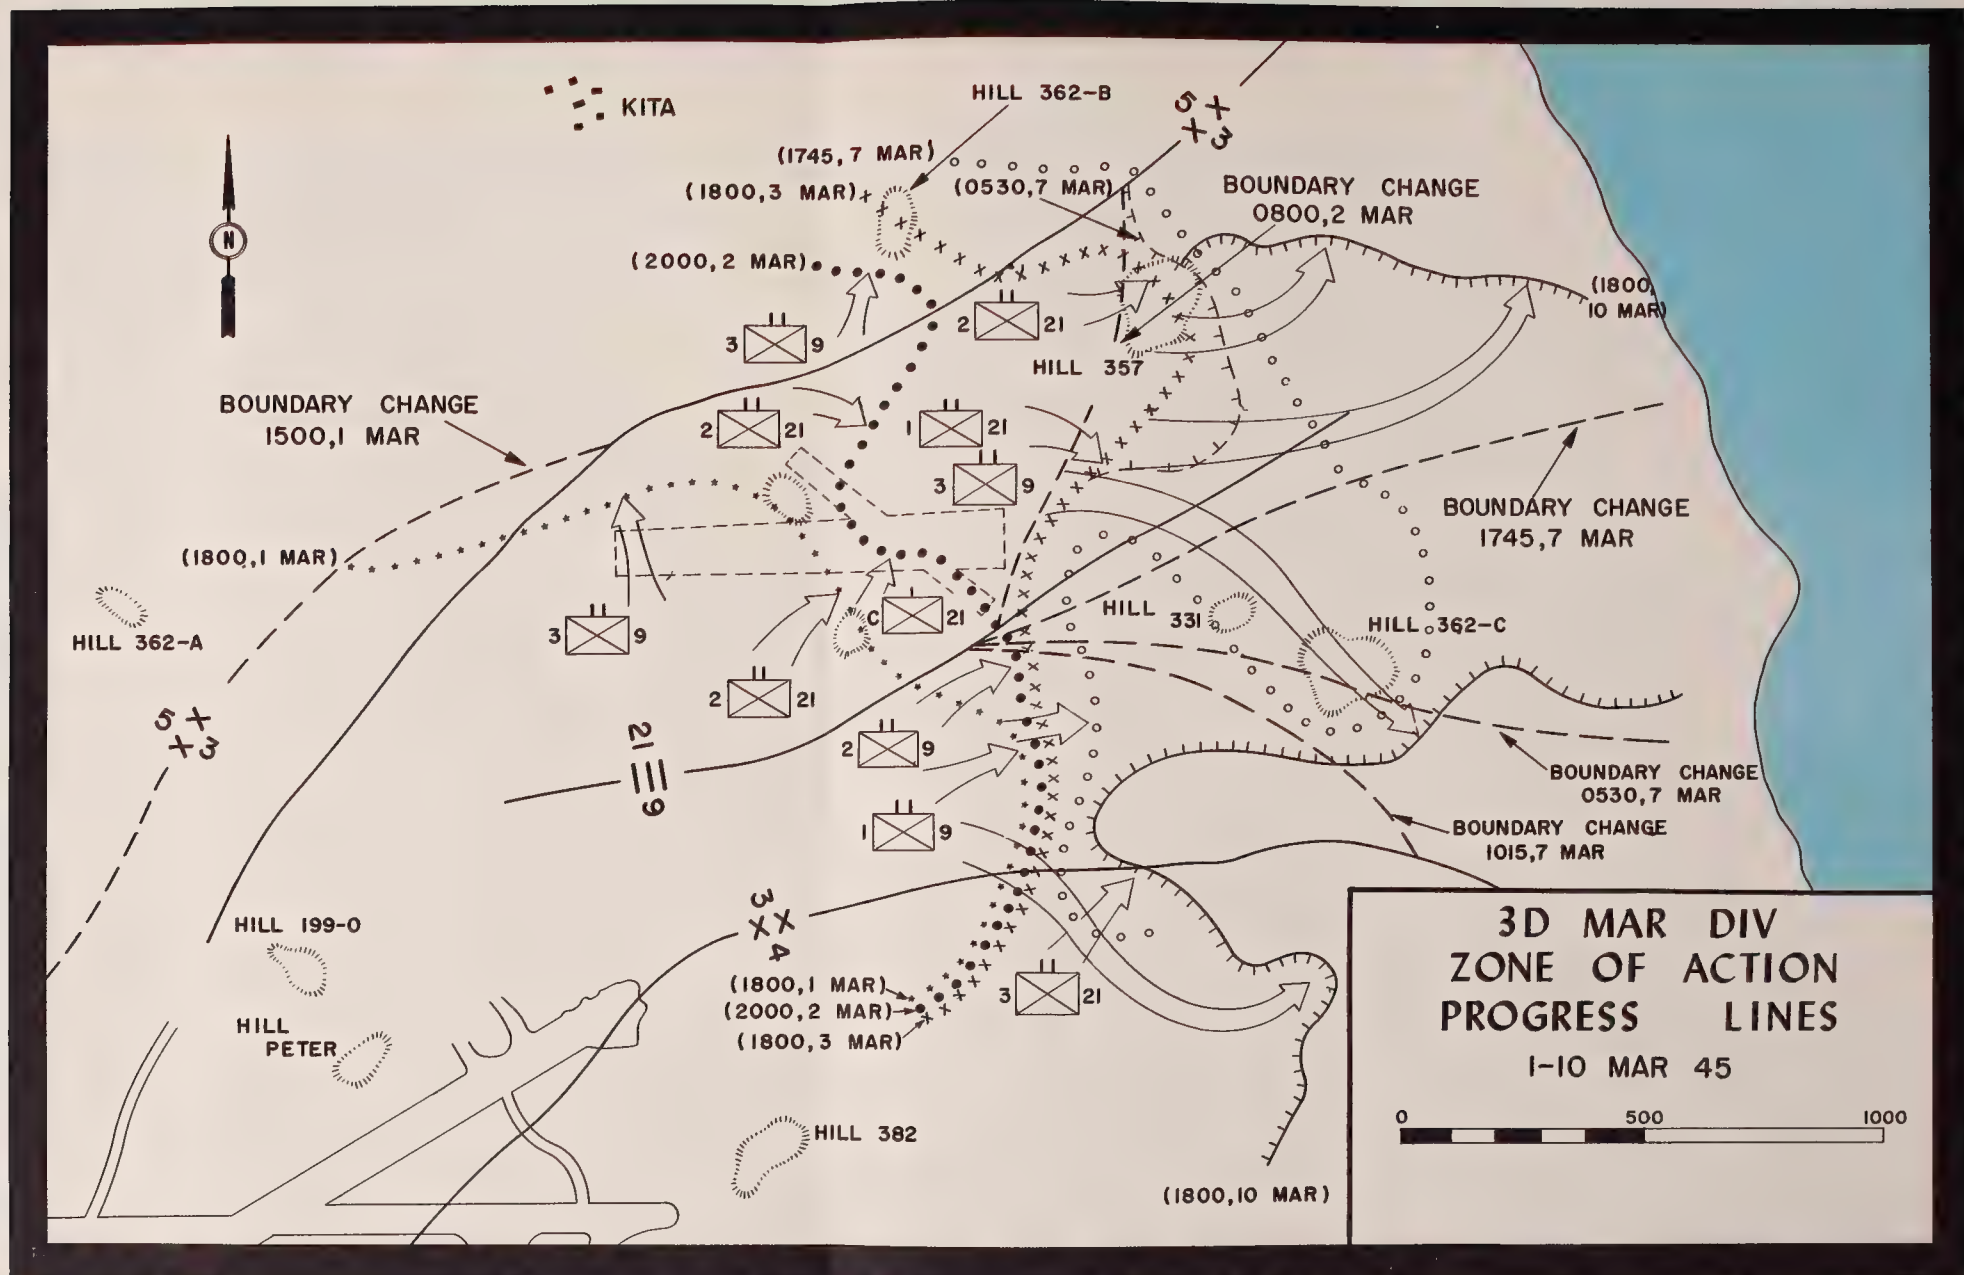 KITA
HILL 362-B
5 3
(1745,7 MAR)
(1800,3 MAR)
(0530,7 MAR)
BOUNDARY CHANGE
0800,2 MAR
N
(2000,2 MAR)
(1800,
10 MAR)
2 21
3 9
HILL 357
BOUNDARY CHANGE
1500,1 MAR
2 21
1 21
3 9
BOUNDARY CHANGE
1745,7 MAR
(1800,1 MAR)
HILL 362-A
3 9
C 21
HILL
331
HILL 362-C
2 21
5 3
21
9
2 9
BOUNDARY CHANGE
0530,7 MAR
1 9
BOUNDARY CHANGE
1015,7 MAR
3
4
HILL 199-O
(1800,1 MAR)
(2000,2 MAR)
(1800,3 MAR)
3 21
HILL
PETER
HILL 382
(1800,10 MAR)
3D MAR DIV
ZONE OF ACTION
PROGRESS LINES
1-10 MAR 45
0 500 1000